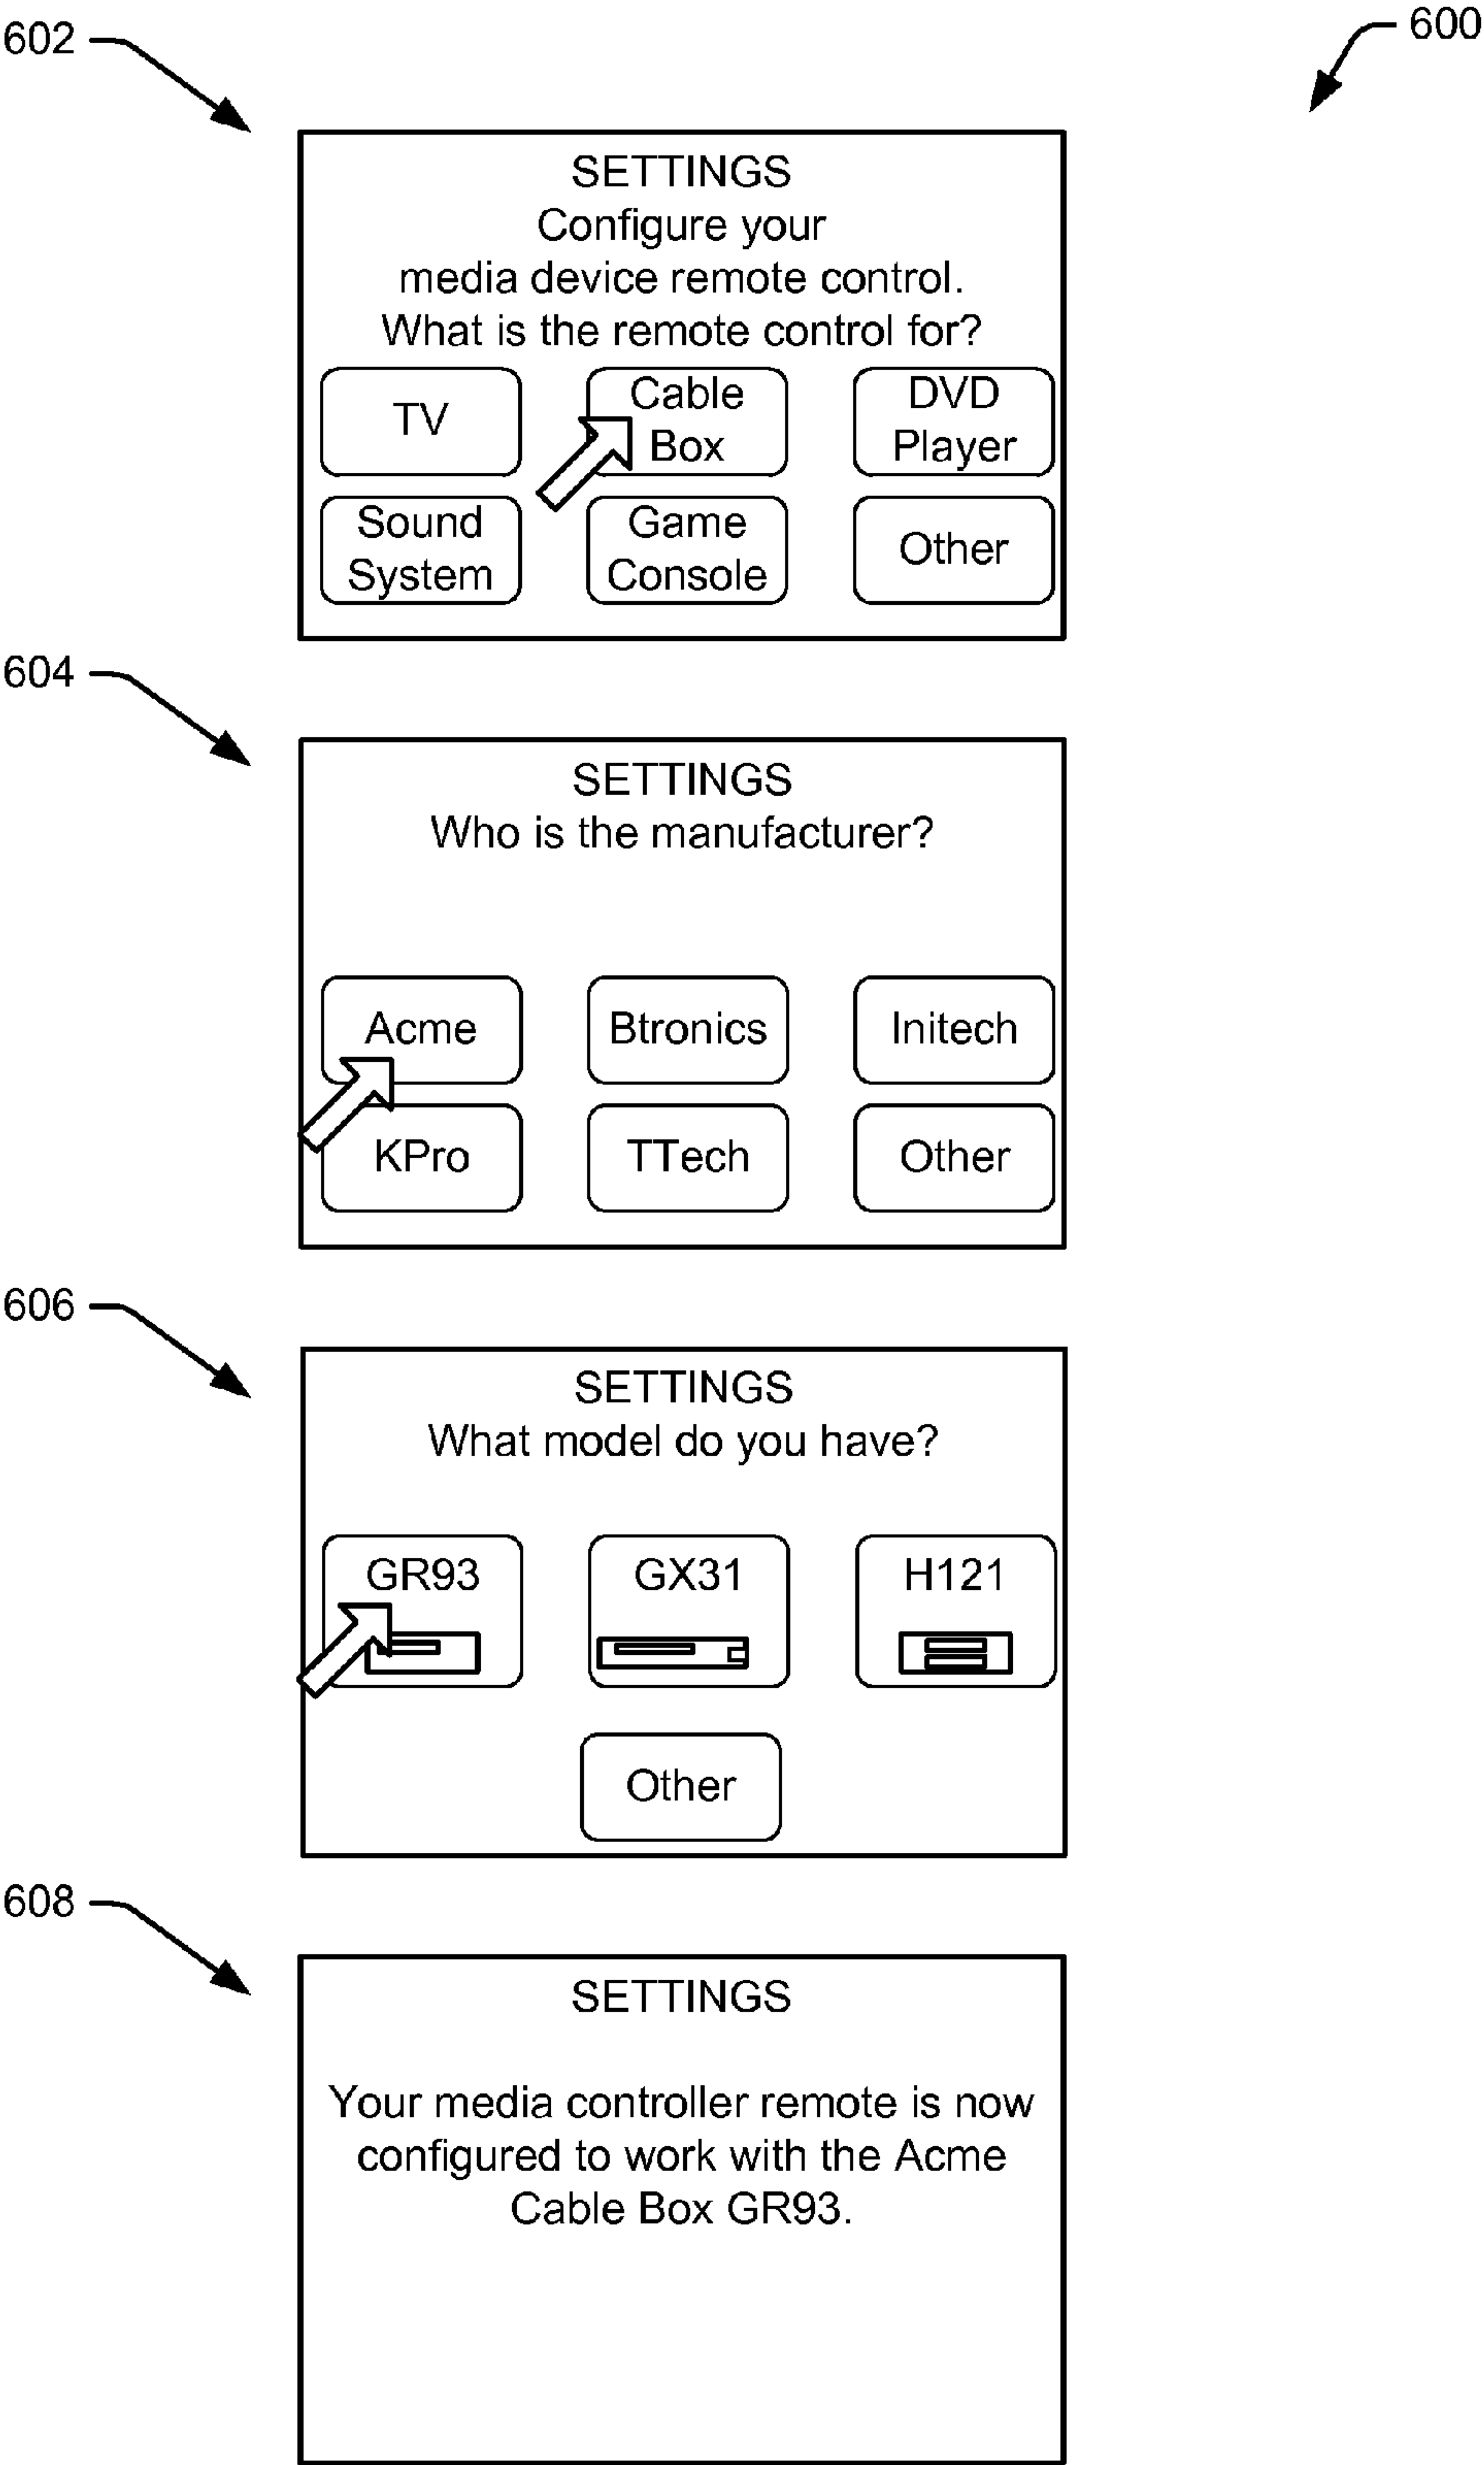 600
602
SETTINGS
Configure your
media device remote control.
What is the remote control for?
TV
Cable
Box
DVD
Player
Sound
System
Game
Console
Other
604
SETTINGS
Who is the manufacturer?
Acme
Btronics
Initech
KPro
TTech
Other
606
SETTINGS
What model do you have?
GR93
GX31
H121
Other
608
SETTINGS
Your media controller remote is now
configured to work with the Acme
Cable Box GR93.